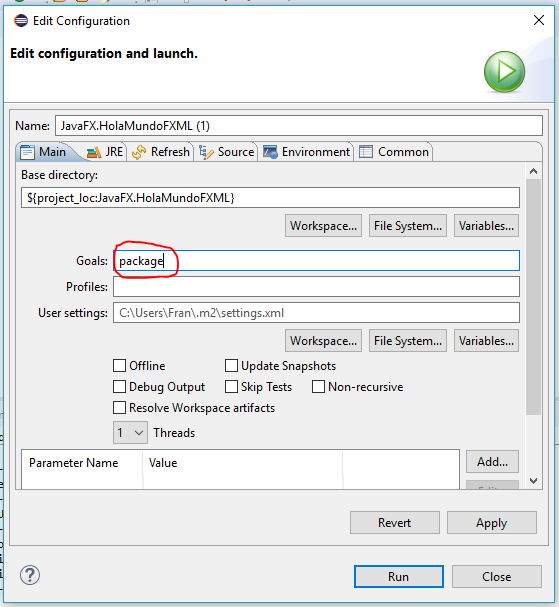 Edit Configuration
Edit configuration and launch.
Name: JavaFX.HolaMundoFXML (1)
Main JRE Refresh Source Environment Common
Base directory:
${project_loc:JavaFX.HolaMundoFXML}
Workspace... File System... Variables...
Goals: package
Profiles:
User settings: C:\Users\Fran\.m2\settings.xml
Workspace... File System... Variables...
Offline Update Snapshots
Debug Output Skip Tests Non-recursive
Resolve Workspace artifacts
1 Threads
Parameter Name Value Add...
Revert Apply
Run Close